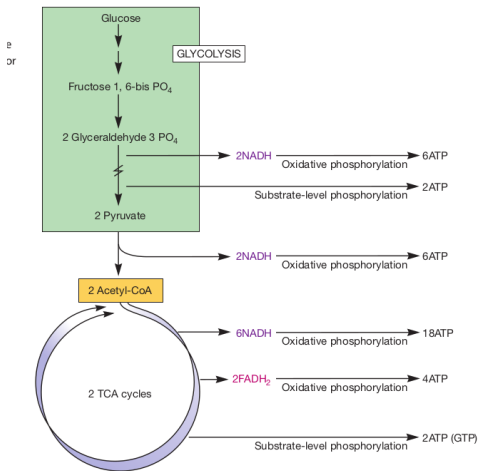 e
or
Glucose
GLYCOLYSIS
Fructose 1, 6-bis PO4
2 Glyceraldehyde 3 PO4
2NADH
Oxidative phosphorylation
6ATP
Substrate-level phosphorylation
2ATP
2 Pyruvate
2NADH
Oxidative phosphorylation
6ATP
2 Acetyl-CoA
6NADH
Oxidative phosphorylation
18ATP
2FADH2
Oxidative phosphorylation
4ATP
2 TCA cycles
Substrate-level phosphorylation
2ATP (GTP)